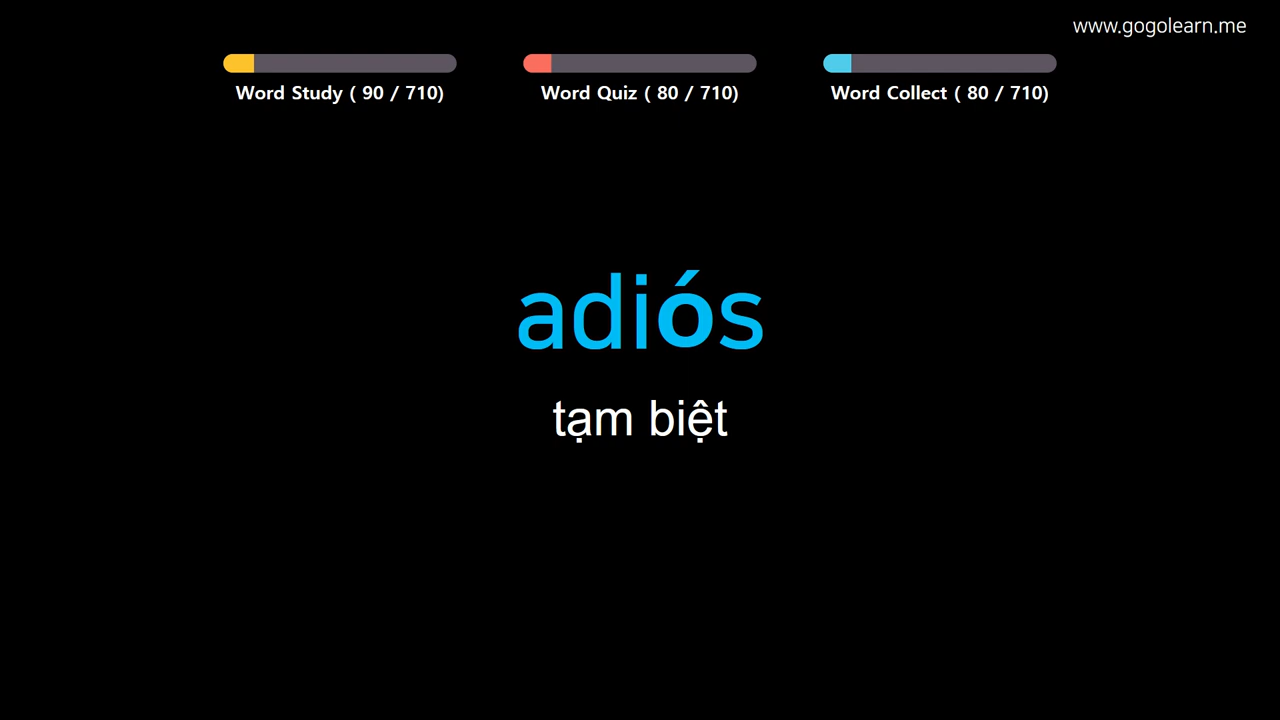 www.gogolearn.me
Word Study ( 90 / 710)
Word Quiz ( 80 / 710)
Word Collect ( 80 / 710)
adiós
tạm biệt